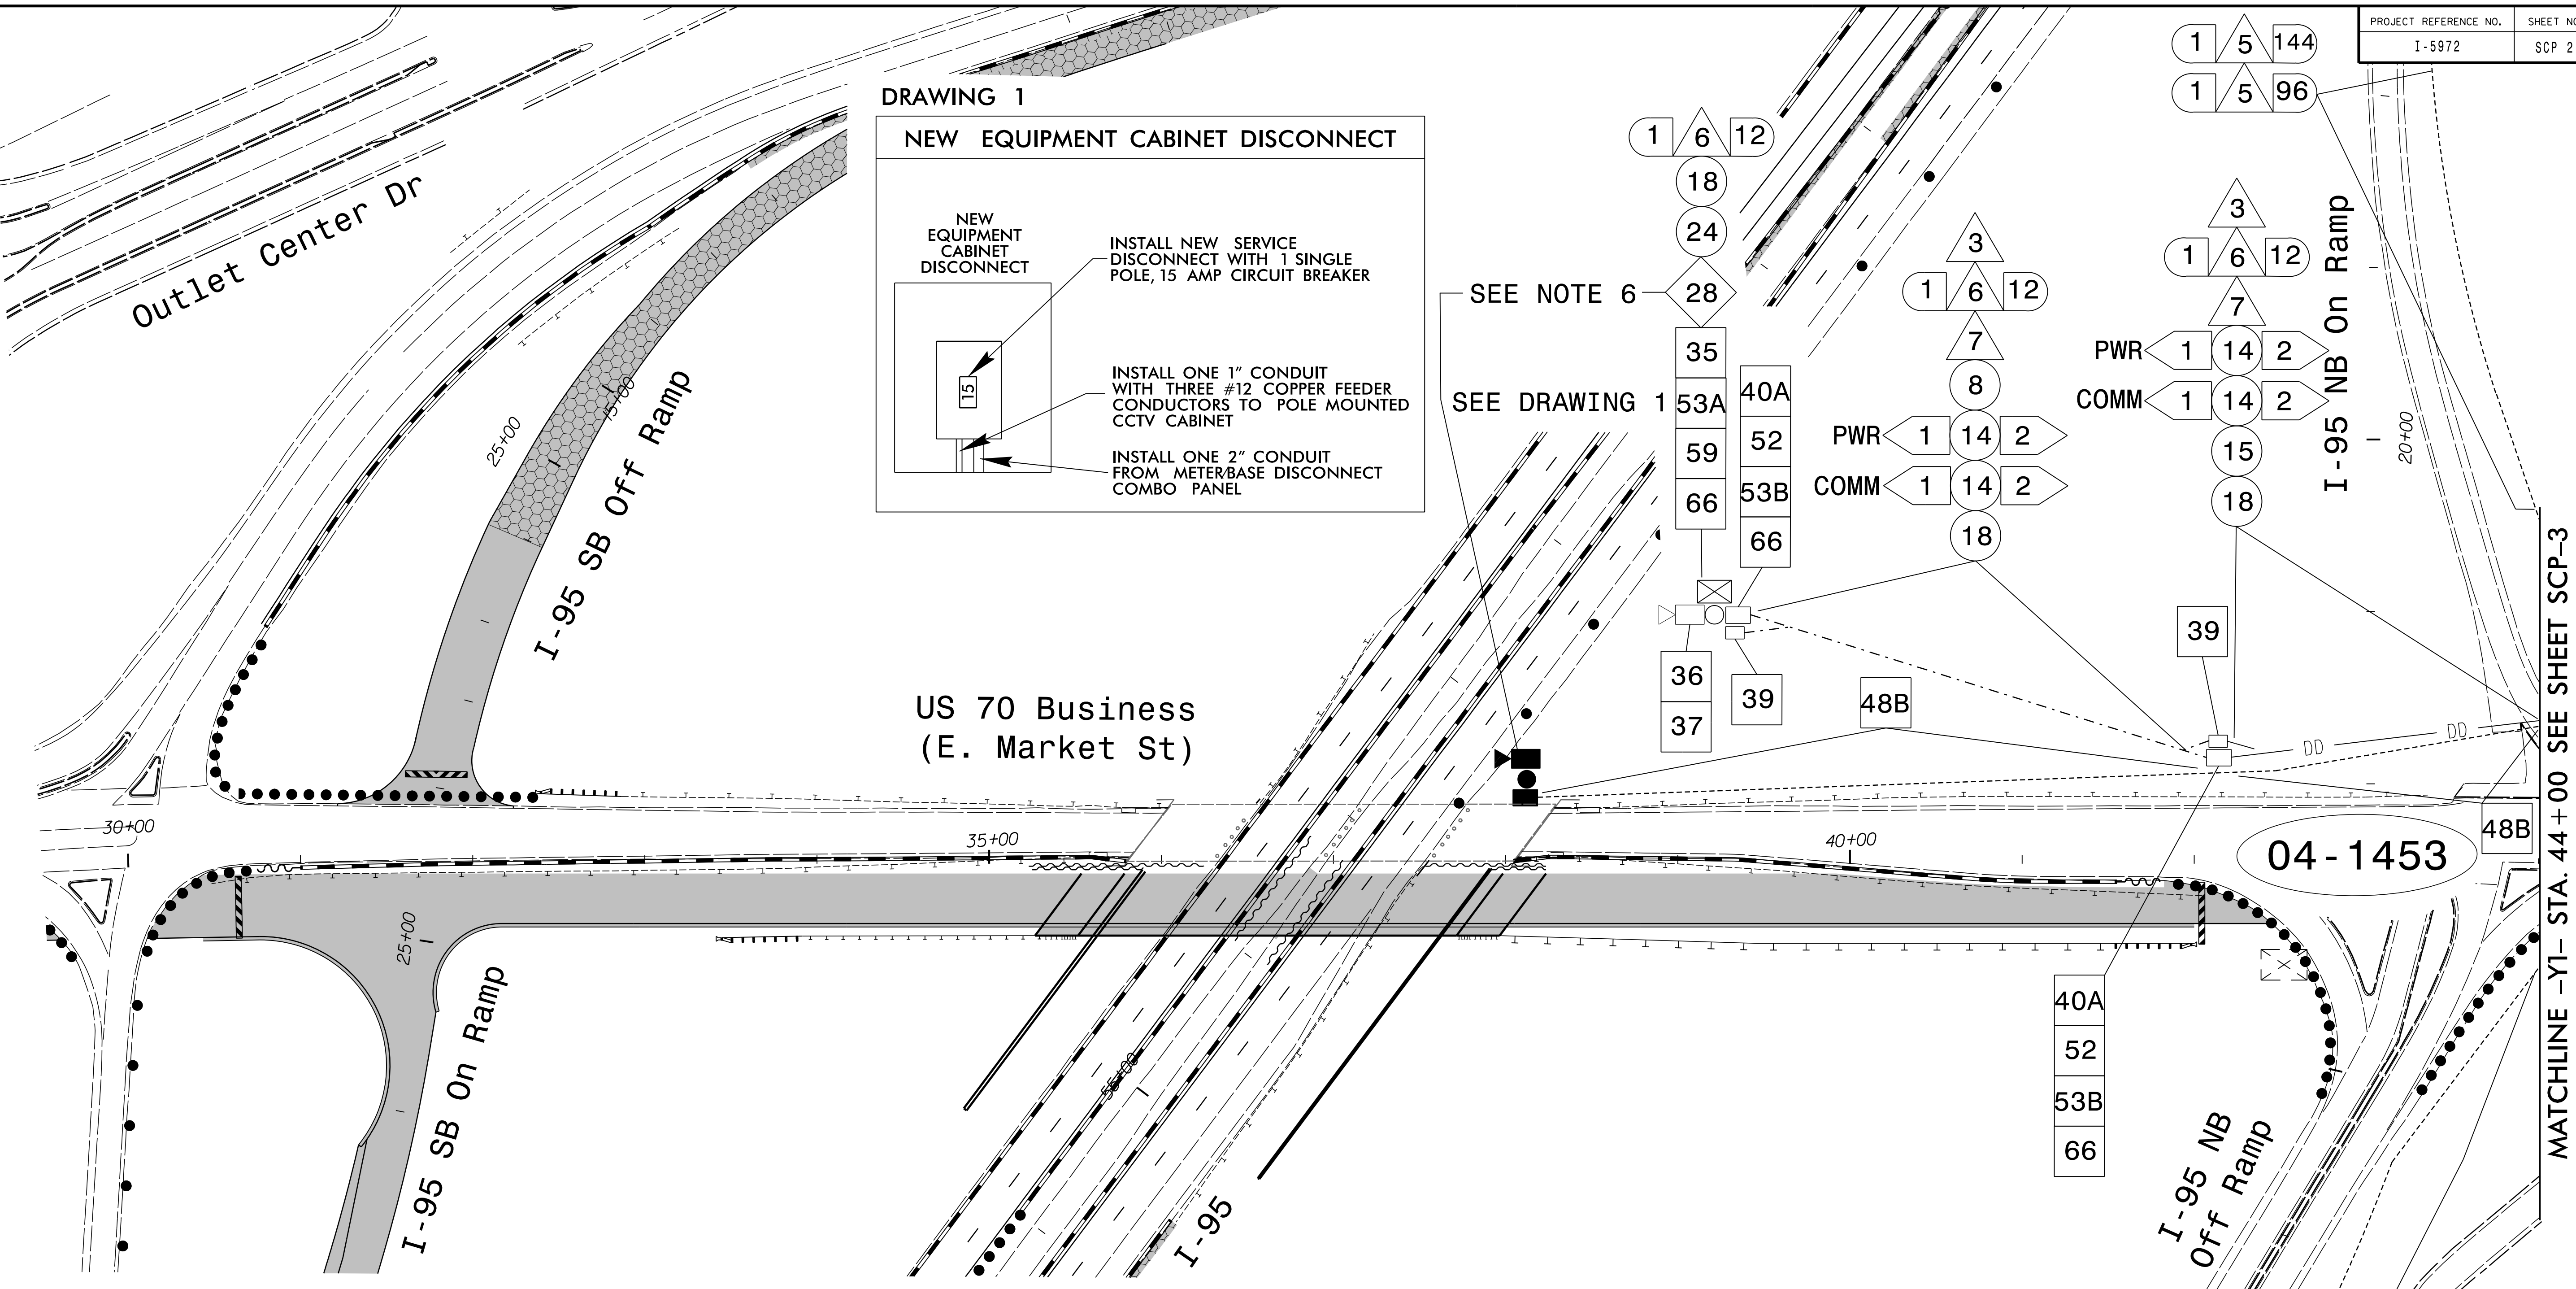 PROJECT REFERENCE NO.
SHEET NO
I-5972
SCP 2
1 5 144
1 5 96
DRAWING 1
NEW EQUIPMENT CABINET DISCONNECT
NEW
EQUIPMENT
CABINET
DISCONNECT
INSTALL NEW SERVICE
DISCONNECT WITH 1 SINGLE
POLE, 15 AMP CIRCUIT BREAKER
15
INSTALL ONE 1" CONDUIT
WITH THREE #12 COPPER FEEDER
CONDUCTORS TO POLE MOUNTED
CCTV CABINET
INSTALL ONE 2" CONDUIT
FROM METER/BASE DISCONNECT
COMBO PANEL
Outlet Center Dr
25+00
15+00
I-95 SB Off Ramp
1 6 12
18
24
SEE NOTE 6
28
35
SEE DRAWING 1
53A
59
66
40A
52
53B
66
36
37
39
3
1 6 12
7
8
PWR 1 14 2
COMM 1 14 2
18
3
1 6 12
7
PWR 1 14 2
COMM 1 14 2
15
18
I-95 NB On Ramp
20+00
39
48B
DD
DD
US 70 Business
(E. Market St)
30+00
35+00
40+00
48B
04-1453
25+00
I-95 SB On Ramp
55+00
I-95
40A
52
53B
66
I-95 NB
Off Ramp
MATCHLINE -Y1- STA. 44+00 SEE SHEET SCP-3